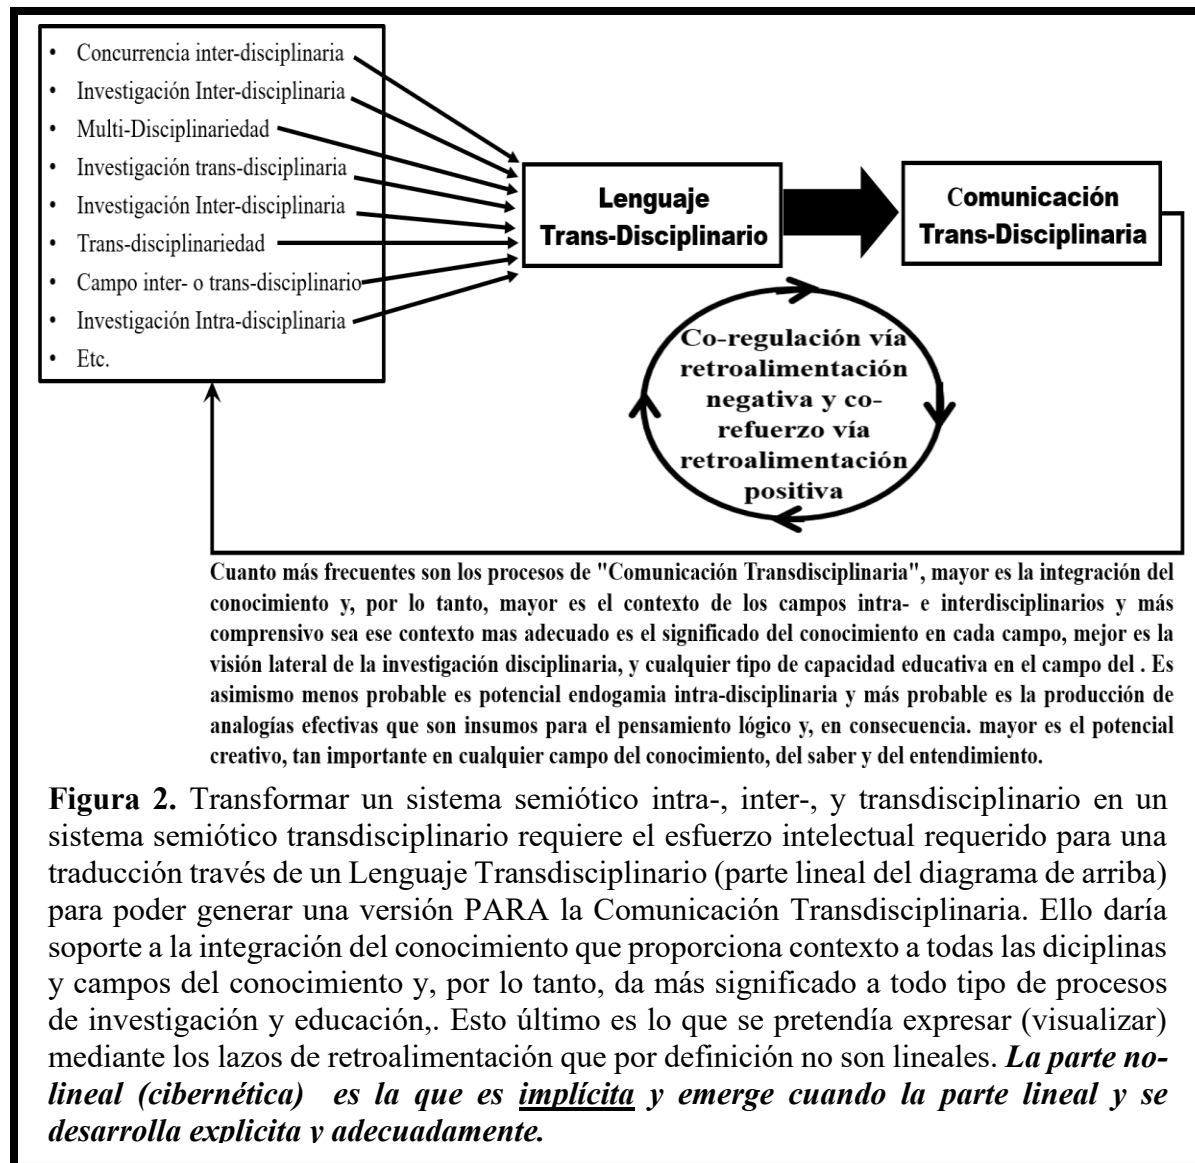 • Concurrencia inter-disciplinaria
• Investigación Inter-disciplinaria
• Multi-Disciplinariedad
• Investigación trans-disciplinaria
• Investigación Inter-disciplinaria
• Trans-disciplinariedad
• Campo inter- o trans-disciplinario
• Investigación Intra-disciplinaria
• Etc.
Lenguaje
Trans-Disciplinario
Comunicación
Trans-Disciplinaria
Co-regulación vía
retroalimentación
negativa y co-
refuerzo vía
retroalimentación
positiva
Cuanto más frecuentes son los procesos de "Comunicación Transdisciplinaria", mayor es la integración del
conocimiento y, por lo tanto, mayor es el contexto de los campos intra- e interdisciplinarios y más
comprensivo sea ese contexto mas adecuado es el significado del conocimiento en cada campo, mejor es la
visión lateral de la investigación disciplinaria, y cualquier tipo de capacidad educativa en el campo del . Es
asimismo menos probable es potencial endogamia intra-disciplinaria y más probable es la producción de
analogías efectivas que son insumos para el pensamiento lógico y, en consecuencia. mayor es el potencial
creativo, tan importante en cualquier campo del conocimiento, del saber y del entendimiento.
Figura 2. Transformar un sistema semiótico intra-, inter-, y transdisciplinario en un
sistema semiótico transdisciplinario requiere el esfuerzo intelectual requerido para una
traducción través de un Lenguaje Transdisciplinario (parte lineal del diagrama de arriba)
para poder generar una versión PARA la Comunicación Transdisciplinaria. Ello daría
soporte a la integración del conocimiento que proporciona contexto a todas las diciplinas
y campos del conocimiento y, por lo tanto, da más significado a todo tipo de procesos
de investigación y educación,. Esto último es lo que se pretendía expresar (visualizar)
mediante los lazos de retroalimentación que por definición no son lineales. La parte no-
lineal (cibernética) es la que es implícita y emerge cuando la parte lineal y se
desarrolla explicita y adecuadamente.